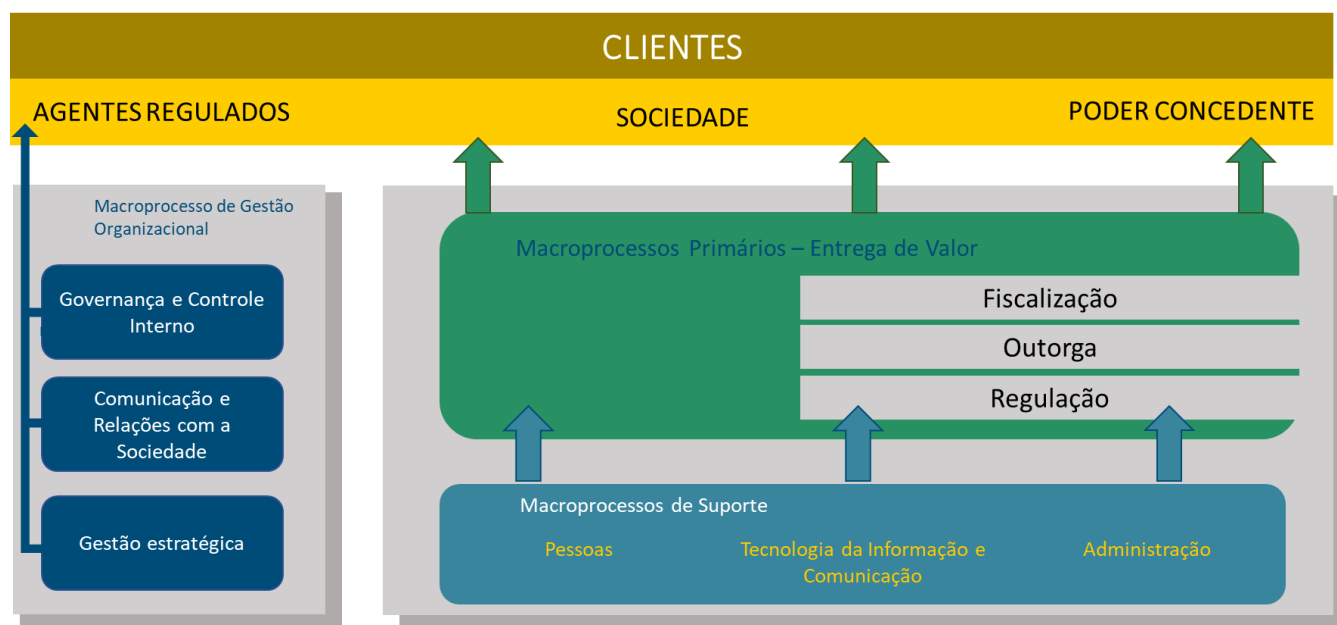 CLIENTES
AGENTES REGULADOS
SOCIEDADE
PODER CONCEDENTE
Macroprocesso de Gestão
Organizacional
Governança e Controle
Interno
Comunicação e
Relações com a
Sociedade
Gestão estratégica
Macroprocessos Primários – Entrega de Valor
Fiscalização
Outorga
Regulação
Macroprocessos de Suporte
Pessoas
Tecnologia da Informação e
Comunicação
Administração